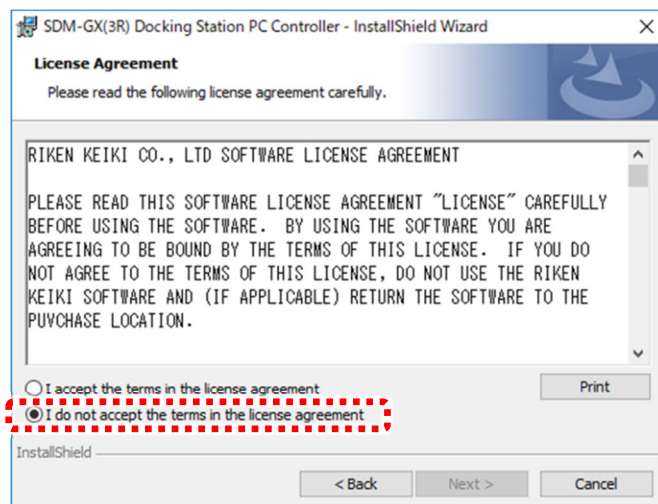 SDM-GX(3R) Docking Station PC Controller - InstallShield Wizard
License Agreement
Please read the following license agreement carefully.
RIKEN KEIKI CO., LTD SOFTWARE LICENSE AGREEMENT
PLEASE READ THIS SOFTWARE LICENSE AGREEMENT "LICENSE" CAREFULLY
BEFORE USING THE SOFTWARE.  BY USING THE SOFTWARE YOU ARE
AGREEING TO BE BOUND BY THE TERMS OF THIS LICENSE.  IF YOU DO
NOT AGREE TO THE TERMS OF THIS LICENSE, DO NOT USE THE RIKEN
KEIKI SOFTWARE AND (IF APPLICABLE) RETURN THE SOFTWARE TO THE
PUVCHASE LOCATION.
I accept the terms in the license agreement
Print
I do not accept the terms in the license agreement
InstallShield
< Back
Next >
Cancel